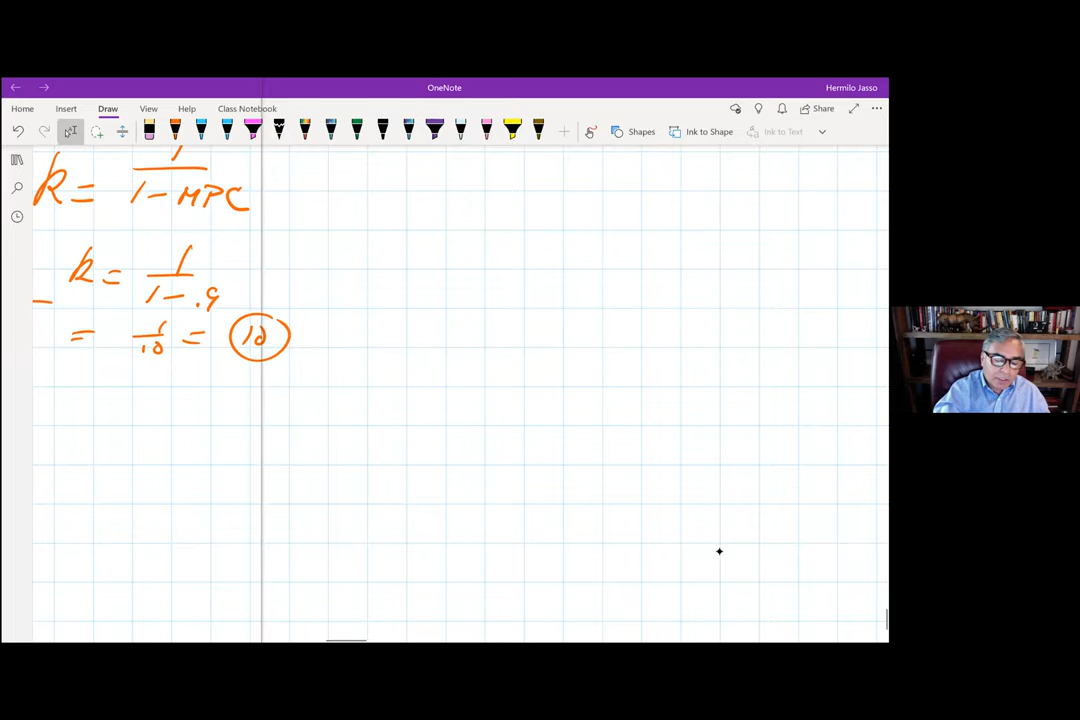 OneNote
Hermilo Jasso
Home Insert Draw View Help Class Notebook
Share
Shapes Ink to Shape Ink to Text
k = 1 / 1 - MPC
k = 1 / 1 - .9
= 1 / .10 = 10